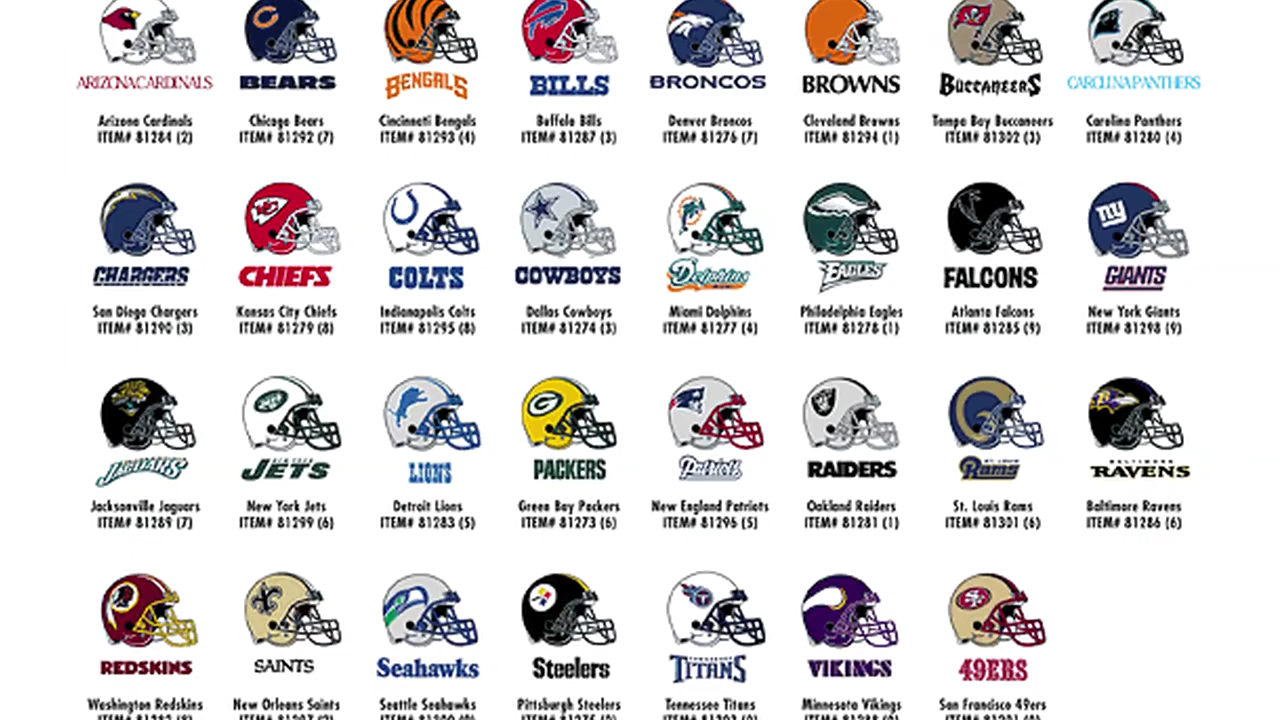 ARIZONACARDINALS BEARS BENGALS BILLS BRONCOS BROWNS BUCCANEERS CAROLINAPANTHERS
Arizona Cardinals Chicago Bears Cincinnati Bengals Buffalo Bills Denver Broncos Cleveland Browns Tampa Bay Buccaneers Carolina Panthers
ITEM# 81284 (2) ITEM# 81292 (7) ITEM# 81293 (4) ITEM# 81287 (3) ITEM# 81276 (7) ITEM# 81294 (1) ITEM# 81302 (3) ITEM# 81280 (4)
ny
CHARGERS CHIEFS COLTS COWBOYS Dolphins EAGLES FALCONS GIANTS
San Diego Chargers Kansas City Chiefs Indianapolis Colts Dallas Cowboys Miami Dolphins Philadelphia Eagles Atlanta Falcons New York Giants
ITEM# 81290 (3) ITEM# 81279 (8) ITEM# 81295 (8) ITEM# 81274 (3) ITEM# 81277 (4) ITEM# 81278 (1) ITEM# 81285 (9) ITEM# 81298 (9)
JAGUARS JETS LIONS PACKERS Patriots RAIDERS Rams RAVENS
Jacksonville Jaguars New York Jets Detroit Lions Green Bay Packers New England Patriots Oakland Raiders St. Louis Rams Baltimore Ravens
ITEM# 81289 (7) ITEM# 81299 (6) ITEM# 81283 (5) ITEM# 81273 (6) ITEM# 81296 (5) ITEM# 81281 (1) ITEM# 81301 (6) ITEM# 81286 (6)
REDSKINS SAINTS Seahawks Steelers TITANS VIKINGS 49ERS
Washington Redskins New Orleans Saints Seattle Seahawks Pittsburgh Steelers Tennessee Titans Minnesota Vikings San Francisco 49ers